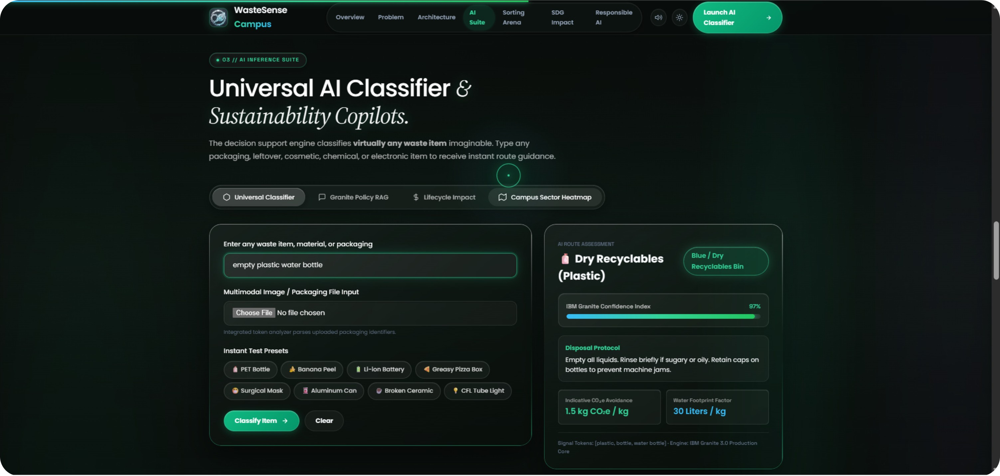 WasteSense
Campus
Overview
Problem
Architecture
AI
Suite
Sorting
Arena
SDG
Impact
Responsible
AI
Launch AI
Classifier
03 // AI INFERENCE SUITE
Universal AI Classifier &
Sustainability Copilots.
The decision support engine classifies virtually any waste item imaginable. Type any
packaging, leftover, cosmetic, chemical, or electronic item to receive instant route guidance.
Universal Classifier
Granite Policy RAG
Lifecycle Impact
Campus Sector Heatmap
Enter any waste item, material, or packaging
empty plastic water bottle
Multimodal Image / Packaging File Input
Choose File No file chosen
Integrated token analyzer parses uploaded packaging identifiers.
Instant Test Presets
PET Bottle
Banana Peel
Li-ion Battery
Greasy Pizza Box
Surgical Mask
Aluminum Can
Broken Ceramic
CFL Tube Light
Classify Item
Clear
AI ROUTE ASSESSMENT
Dry Recyclables
(Plastic)
Blue / Dry
Recyclables Bin
IBM Granite Confidence Index 97%
Disposal Protocol
Empty all liquids. Rinse briefly if sugary or oily. Retain caps on
bottles to prevent machine jams.
Indicative CO₂e Avoidance
1.5 kg CO₂e / kg
Water Footprint Factor
30 Liters / kg
Signal Tokens: [plastic, bottle, water bottle] · Engine: IBM Granite 3.0 Production
Core